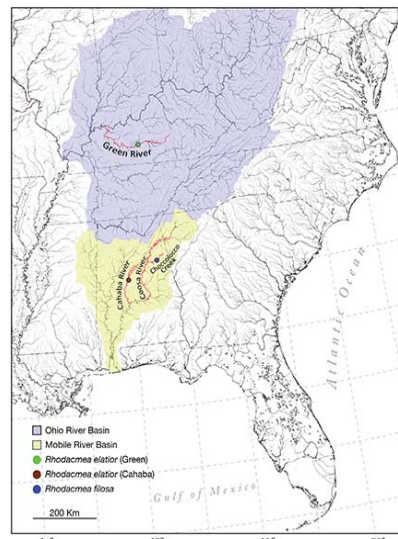 Green River
Cahaba River
Coosa River
Choccolocco
Creek
Atlantic Ocean
Gulf of Mexico
Ohio River Basin
Mobile River Basin
Rhodacmea elatior (Green)
Rhodacmea elatior (Cahaba)
Rhodacmea filosa
200 Km